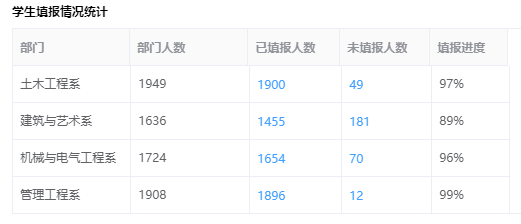 学生填报情况统计
部门 部门人数 已填报人数 未填报人数 填报进度
土木工程系 1949 1900 49 97%
建筑与艺术系 1636 1455 181 89%
机械与电气工程系 1724 1654 70 96%
管理工程系 1908 1896 12 99%